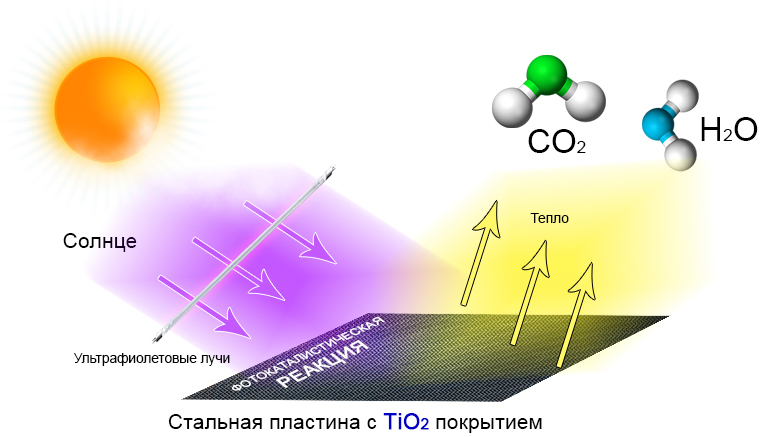 CO₂
H₂O
Солнце
Тепло
Ультрафиолетовые лучи
ФОТОКАТАЛИСТИЧЕСКАЯ
РЕАКЦИЯ
Стальная пластина с TiO₂ покрытием